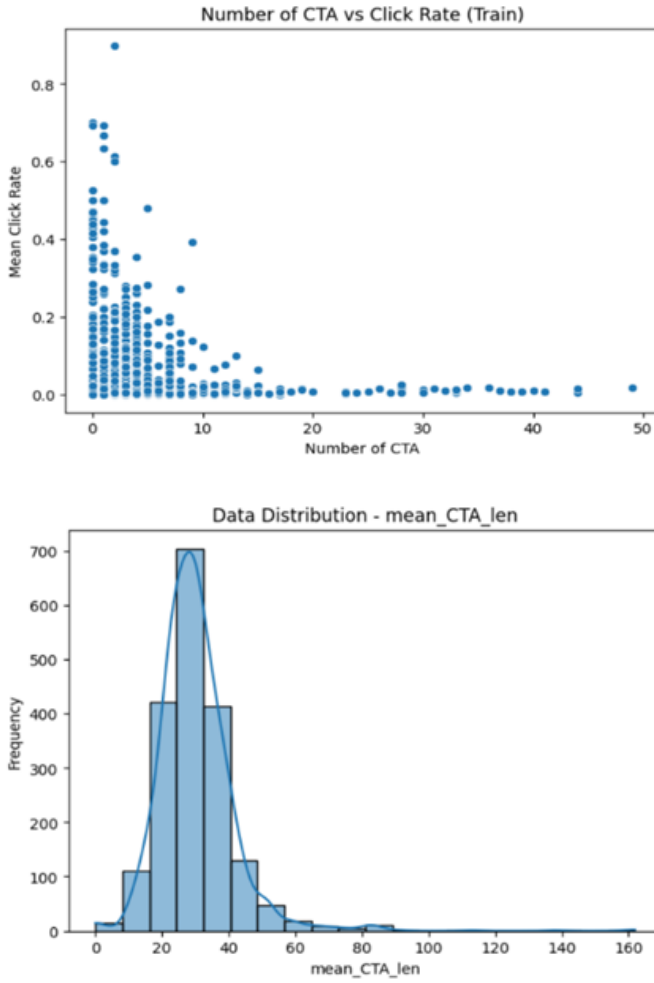 Number of CTA vs Click Rate (Train)
Mean Click Rate
0.8
0.6
0.4
0.2
0.0
0 10 20 30 40 50
Number of CTA
Data Distribution - mean_CTA_len
Frequency
700
600
500
400
300
200
100
0
0 20 40 60 80 100 120 140 160
mean_CTA_len